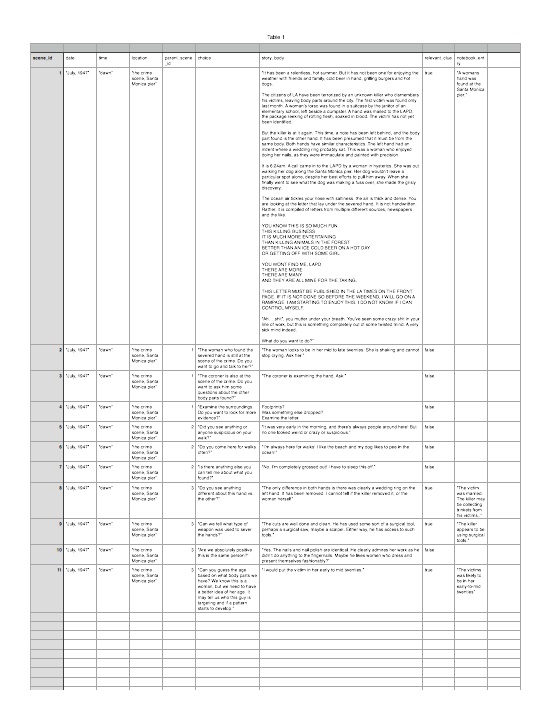 Table 1
scene_id date time location parent_scene_id choice story_body relevant_clue notebook_entry
1 "July, 1947" "dawn" "the crime scene, Santa Monica pier" "It has been a relentless, hot summer. But it has not been one for enjoying the weather with friends and family, cold beer in hand, grilling burgers and hot dogs. true "A womans hand was found at the Santa Monica pier."
The citizens of LA have been terrorized by an unknown killer who dismembers his victims, leaving body parts around the city. The first victim was found only last month. A woman's torso was found in a suitcase by the janitor of an elementary school, left beside a dumpster. A hand was mailed to the LAPD, the package reeking of rotting flesh, soaked in blood. The victim has not yet been identified.
But the killer is at it again. This time, a note has been left behind, and the body part found is the other hand. It has been presumed that it must be from the same body. Both hands have similar characteristics. The left hand had an indent where a wedding ring probably sat. This was a woman who enjoyed doing her nails, as they were immaculate and painted with precision.
It is 6:24am. A call came in to the LAPD by a woman in hysterics. She was out walking her dog along the Santa Monica pier. Her dog wouldn't leave a particular spot alone, despite her best efforts to pull him away. When she finally went to see what the dog was making a fuss over, she made the grisly discovery.
The ocean air tickles your nose with saltiness, the air is thick and dense. You are looking at the letter that lay under the severed hand. It is not handwritten. Rather, it is compiled of letters from multiple different sources, newspapers and the like.
YOU KNOW THIS IS SO MUCH FUN
THIS KILLING BUSINESS
IT IS MUCH MORE ENTERTAINING
THAN KILLING ANIMALS IN THE FOREST
BETTER THAN AN ICE COLD BEER ON A HOT DAY
OR GETTING OFF WITH SOME GIRL
YOU WONT FIND ME, LAPD
THERE ARE MORE
THERE ARE MANY
AND THEY ARE ALL MINE FOR THE TAKING.
THIS LETTER MUST BE PUBLISHED IN THE LA TIMES ON THE FRONT PAGE. IF IT IS NOT DONE SO BEFORE THE WEEKEND, I WILL GO ON A RAMPAGE. I AM STARTING TO ENJOY THIS. I DO NOT KNOW IF I CAN CONTROL MYSELF.
"Ah... shit", you mutter under your breath. You've seen some crazy shit in your line of work, but this is something completely out of some twisted mind. A very sick mind indeed.
What do you want to do?"
2 "July, 1947" "dawn" "the crime scene, Santa Monica pier" 1 "The woman who found the severed hand is still at the scene of the crime. Do you want to go and talk to her?" "The woman looks to be in her mid to late twenties. She is shaking and cannot stop crying. Ask her:" false
3 "July, 1947" "dawn" "the crime scene, Santa Monica pier" 1 "The coroner is also at the scene of the crime. Do you want to ask him some questions about the other body parts found?" "The coroner is examining the hand. Ask:" false
4 "July, 1947" "dawn" "the crime scene, Santa Monica pier" 1 "Examine the surroundings. Do you want to look for more evidence?" Footprints? Was something else dropped? Examine the letter. false
5 "July, 1947" "dawn" "the crime scene, Santa Monica pier" 2 "Did you see anything or anyone suspicious on your walk?" "It was very early in the morning, and there's always people around here! But no one looked weird or crazy or suspicious." false
6 "July, 1947" "dawn" "the crime scene, Santa Monica pier" 2 "Do you come here for walks often?" "I'm always here for walks! I like the beach and my dog likes to pee in the ocean!" false
7 "July, 1947" "dawn" "the crime scene, Santa Monica pier" 2 "Is there anything else you can tell me about what you found?" "No. I'm completely grossed out! I have to sleep this off!" false
8 "July, 1947" "dawn" "the crime scene, Santa Monica pier" 3 "Do you see anything different about this hand vs. the other?" "The only difference in both hands is there was clearly a wedding ring on the left hand. It has been removed. I cannot tell if the killer removed it, or the woman herself." true "The victim was married. The killer may be collecting trinkets from his victims."
9 "July, 1947" "dawn" "the crime scene, Santa Monica pier" 3 "Can we tell what type of weapon was used to sever the hands?" "The cuts are well done and clean. He has used some sort of a surgical tool, perhaps a surgical saw, maybe a scalpel. Either way, he has access to such tools." true "The killer appears to be using surgical tools."
10 "July, 1947" "dawn" "the crime scene, Santa Monica pier" 3 "Are we absolutely positive this is the same person?" "Yes. The nails and nail polish are identical. He clearly admires her work as he didn't do anything to the fingernails. Maybe he likes women who dress and present themselves fashionably?" false
11 "July, 1947" "dawn" "the crime scene, Santa Monica pier" 3 "Can you guess the age based on what body parts we have? We know this is a woman, but we need to have a better idea of her age. It may tell us who this guy is targeting and if a pattern starts to develop." "I would put the victim in her early to mid twenties." true "The victims was likely to be in her early-to-mid twenties"